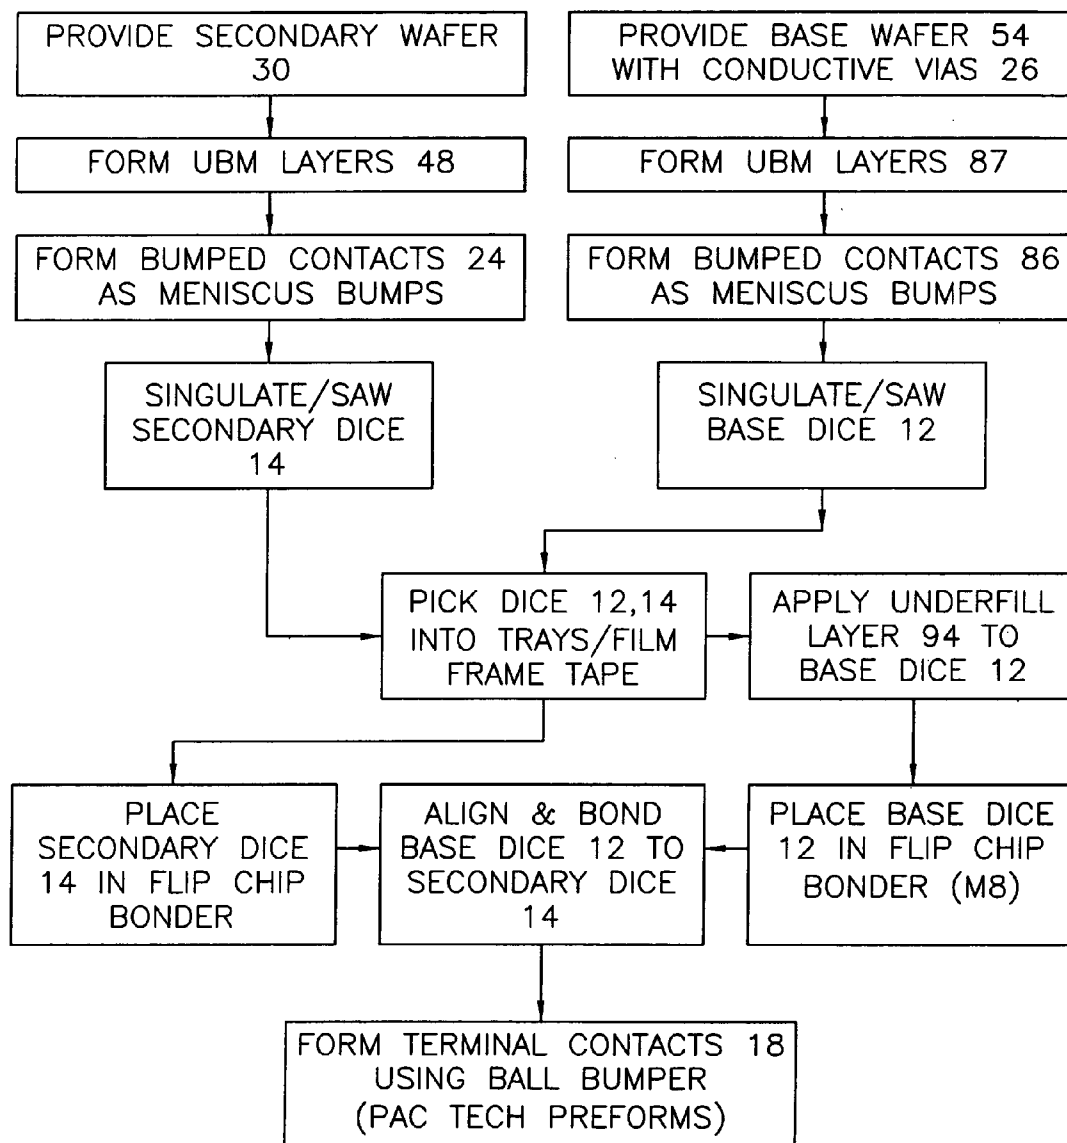 PROVIDE SECONDARY WAFER
30
PROVIDE BASE WAFER 54
WITH CONDUCTIVE VIAS 26
FORM UBM LAYERS 48
FORM UBM LAYERS 87
FORM BUMPED CONTACTS 24
AS MENISCUS BUMPS
FORM BUMPED CONTACTS 86
AS MENISCUS BUMPS
SINGULATE/SAW
SECONDARY DICE
14
SINGULATE/SAW
BASE DICE 12
PICK DICE 12,14
INTO TRAYS/FILM
FRAME TAPE
APPLY UNDERFILL
LAYER 94 TO
BASE DICE 12
PLACE
SECONDARY DICE
14 IN FLIP CHIP
BONDER
ALIGN & BOND
BASE DICE 12 TO
SECONDARY DICE
14
PLACE BASE DICE
12 IN FLIP CHIP
BONDER (M8)
FORM TERMINAL CONTACTS 18
USING BALL BUMPER
(PAC TECH PREFORMS)